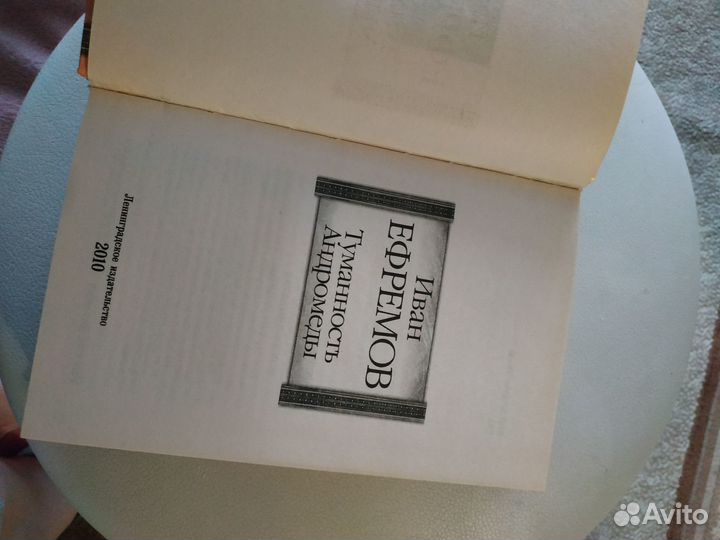 Иван
ЕФРЕМОВ
Туманность
Андромеды
Ленинградское издательство
2010
Avito